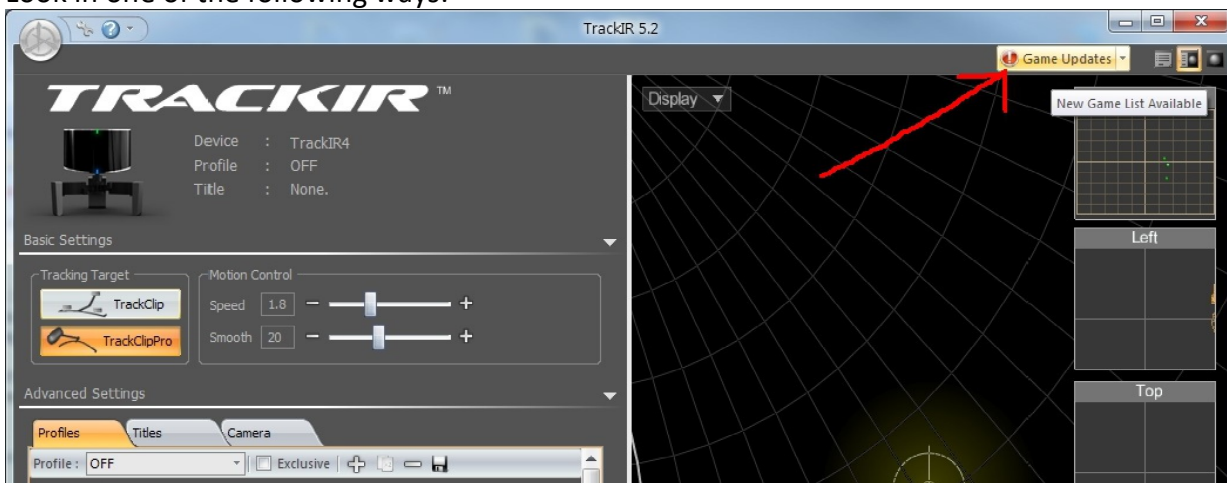 Look in one of the following ways:
TrackIR 5.2
Game Updates
New Game List Available
TRACKIR ™
Display
Device : TrackIR4
Profile : OFF
Title : None.
Basic Settings
Left
Tracking Target
Motion Control
TrackClip
Speed 1.8 − +
TrackClipPro
Smooth 20 − +
Advanced Settings
Top
Profiles Titles Camera
Profile : OFF Exclusive